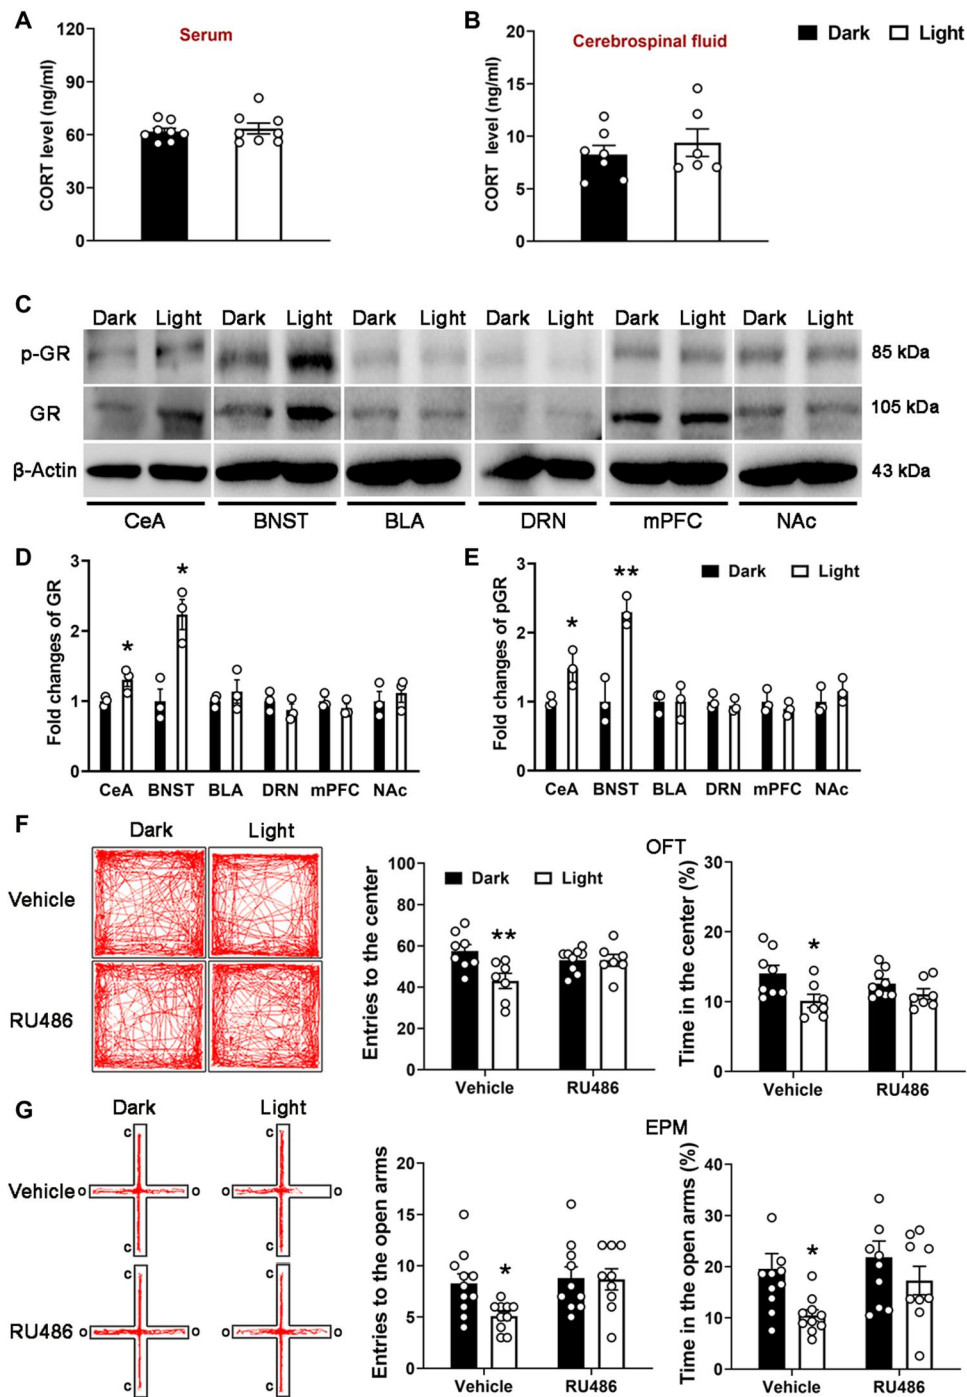 A
Serum
CORT level (ng/ml)
120
90
60
30
0
B
Cerebrospinal fluid
CORT level (ng/ml)
20
15
10
5
0
Dark Light
C
Dark Light Dark Light Dark Light Dark Light Dark Light Dark Light
p-GR 85 kDa
GR 105 kDa
β-Actin 43 kDa
CeA BNST BLA DRN mPFC NAc
D
Fold changes of GR
3
2
1
0
* *
CeA BNST BLA DRN mPFC NAc
E
Fold changes of pGR
3
2
1
0
* **
Dark Light
CeA BNST BLA DRN mPFC NAc
F
Dark Light
Vehicle
RU486
OFT
Entries to the center
100
80
60
40
20
0
Dark Light
**
Vehicle RU486
Time in the center (%)
30
20
10
0
*
Vehicle RU486
G
Dark Light
Vehicle
RU486
C C
O O O O
C C
C C
O O O O
C C
EPM
Entries to the open arms
20
15
10
5
0
*
Vehicle RU486
Time in the open arms (%)
40
30
20
10
0
*
Vehicle RU486